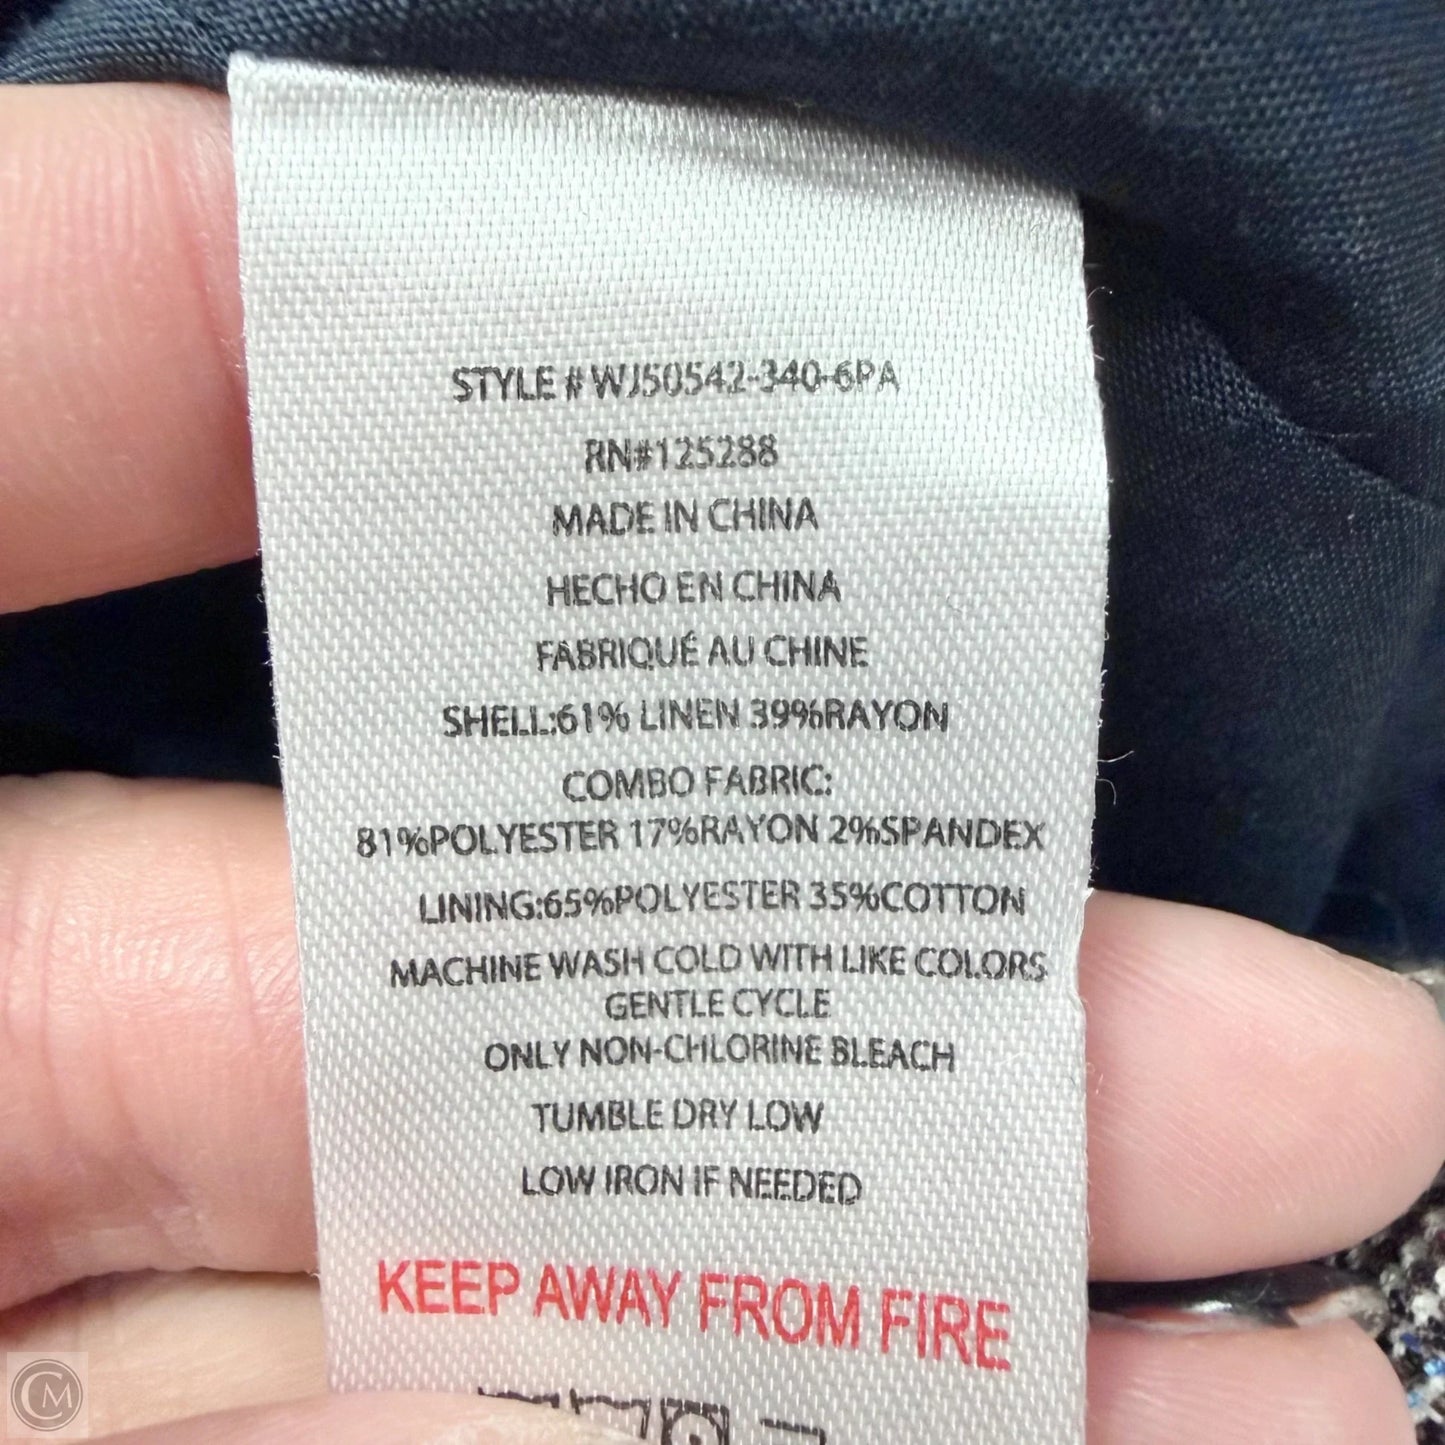 STYLE # WJ50542-340-6PA
RN#125288
MADE IN CHINA
HECHO EN CHINA
FABRIQUÉ AU CHINE
SHELL:61% LINEN 39%RAYON
COMBO FABRIC:
81%POLYESTER 17%RAYON 2%SPANDEX
LINING:65%POLYESTER 35%COTTON
MACHINE WASH COLD WITH LIKE COLORS
GENTLE CYCLE
ONLY NON-CHLORINE BLEACH
TUMBLE DRY LOW
LOW IRON IF NEEDED
KEEP AWAY FROM FIRE
CM